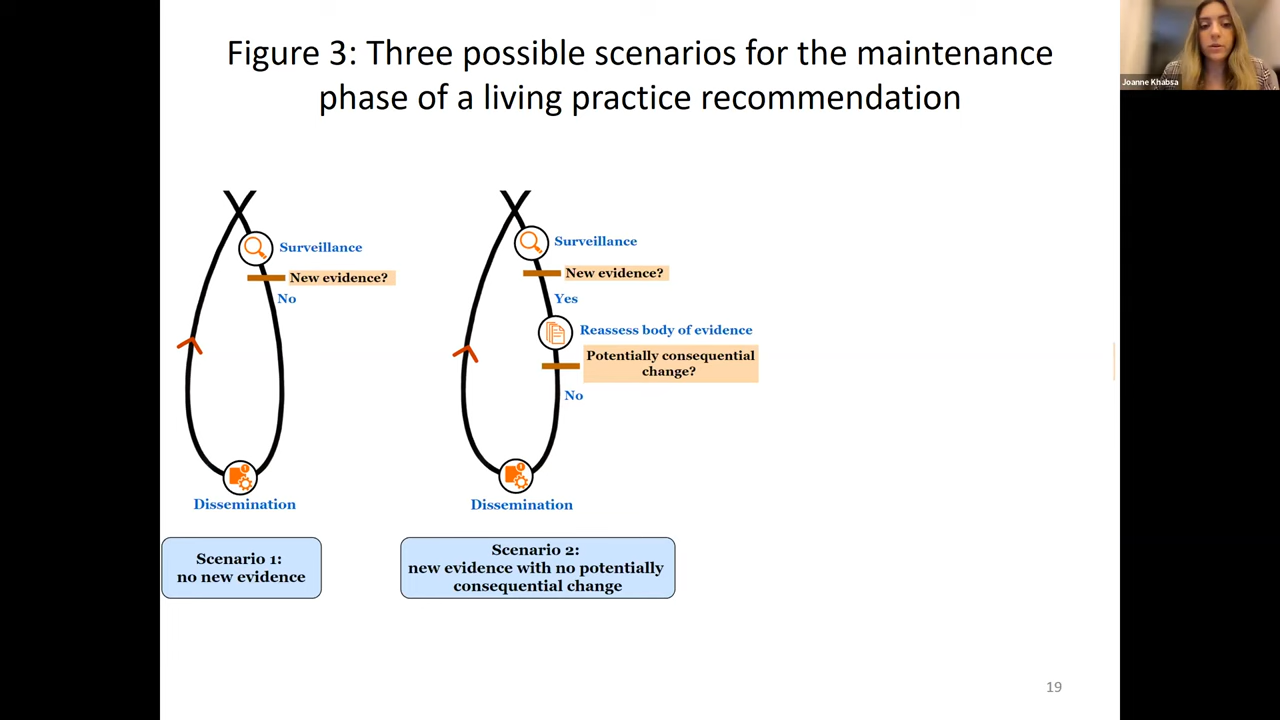 Figure 3: Three possible scenarios for the maintenance
phase of a living practice recommendation
Joanne Khabsa
Surveillance
New evidence?
No
Dissemination
Scenario 1:
no new evidence
Surveillance
New evidence?
Yes
Reassess body of evidence
Potentially consequential
change?
No
Dissemination
Scenario 2:
new evidence with no potentially
consequential change
19